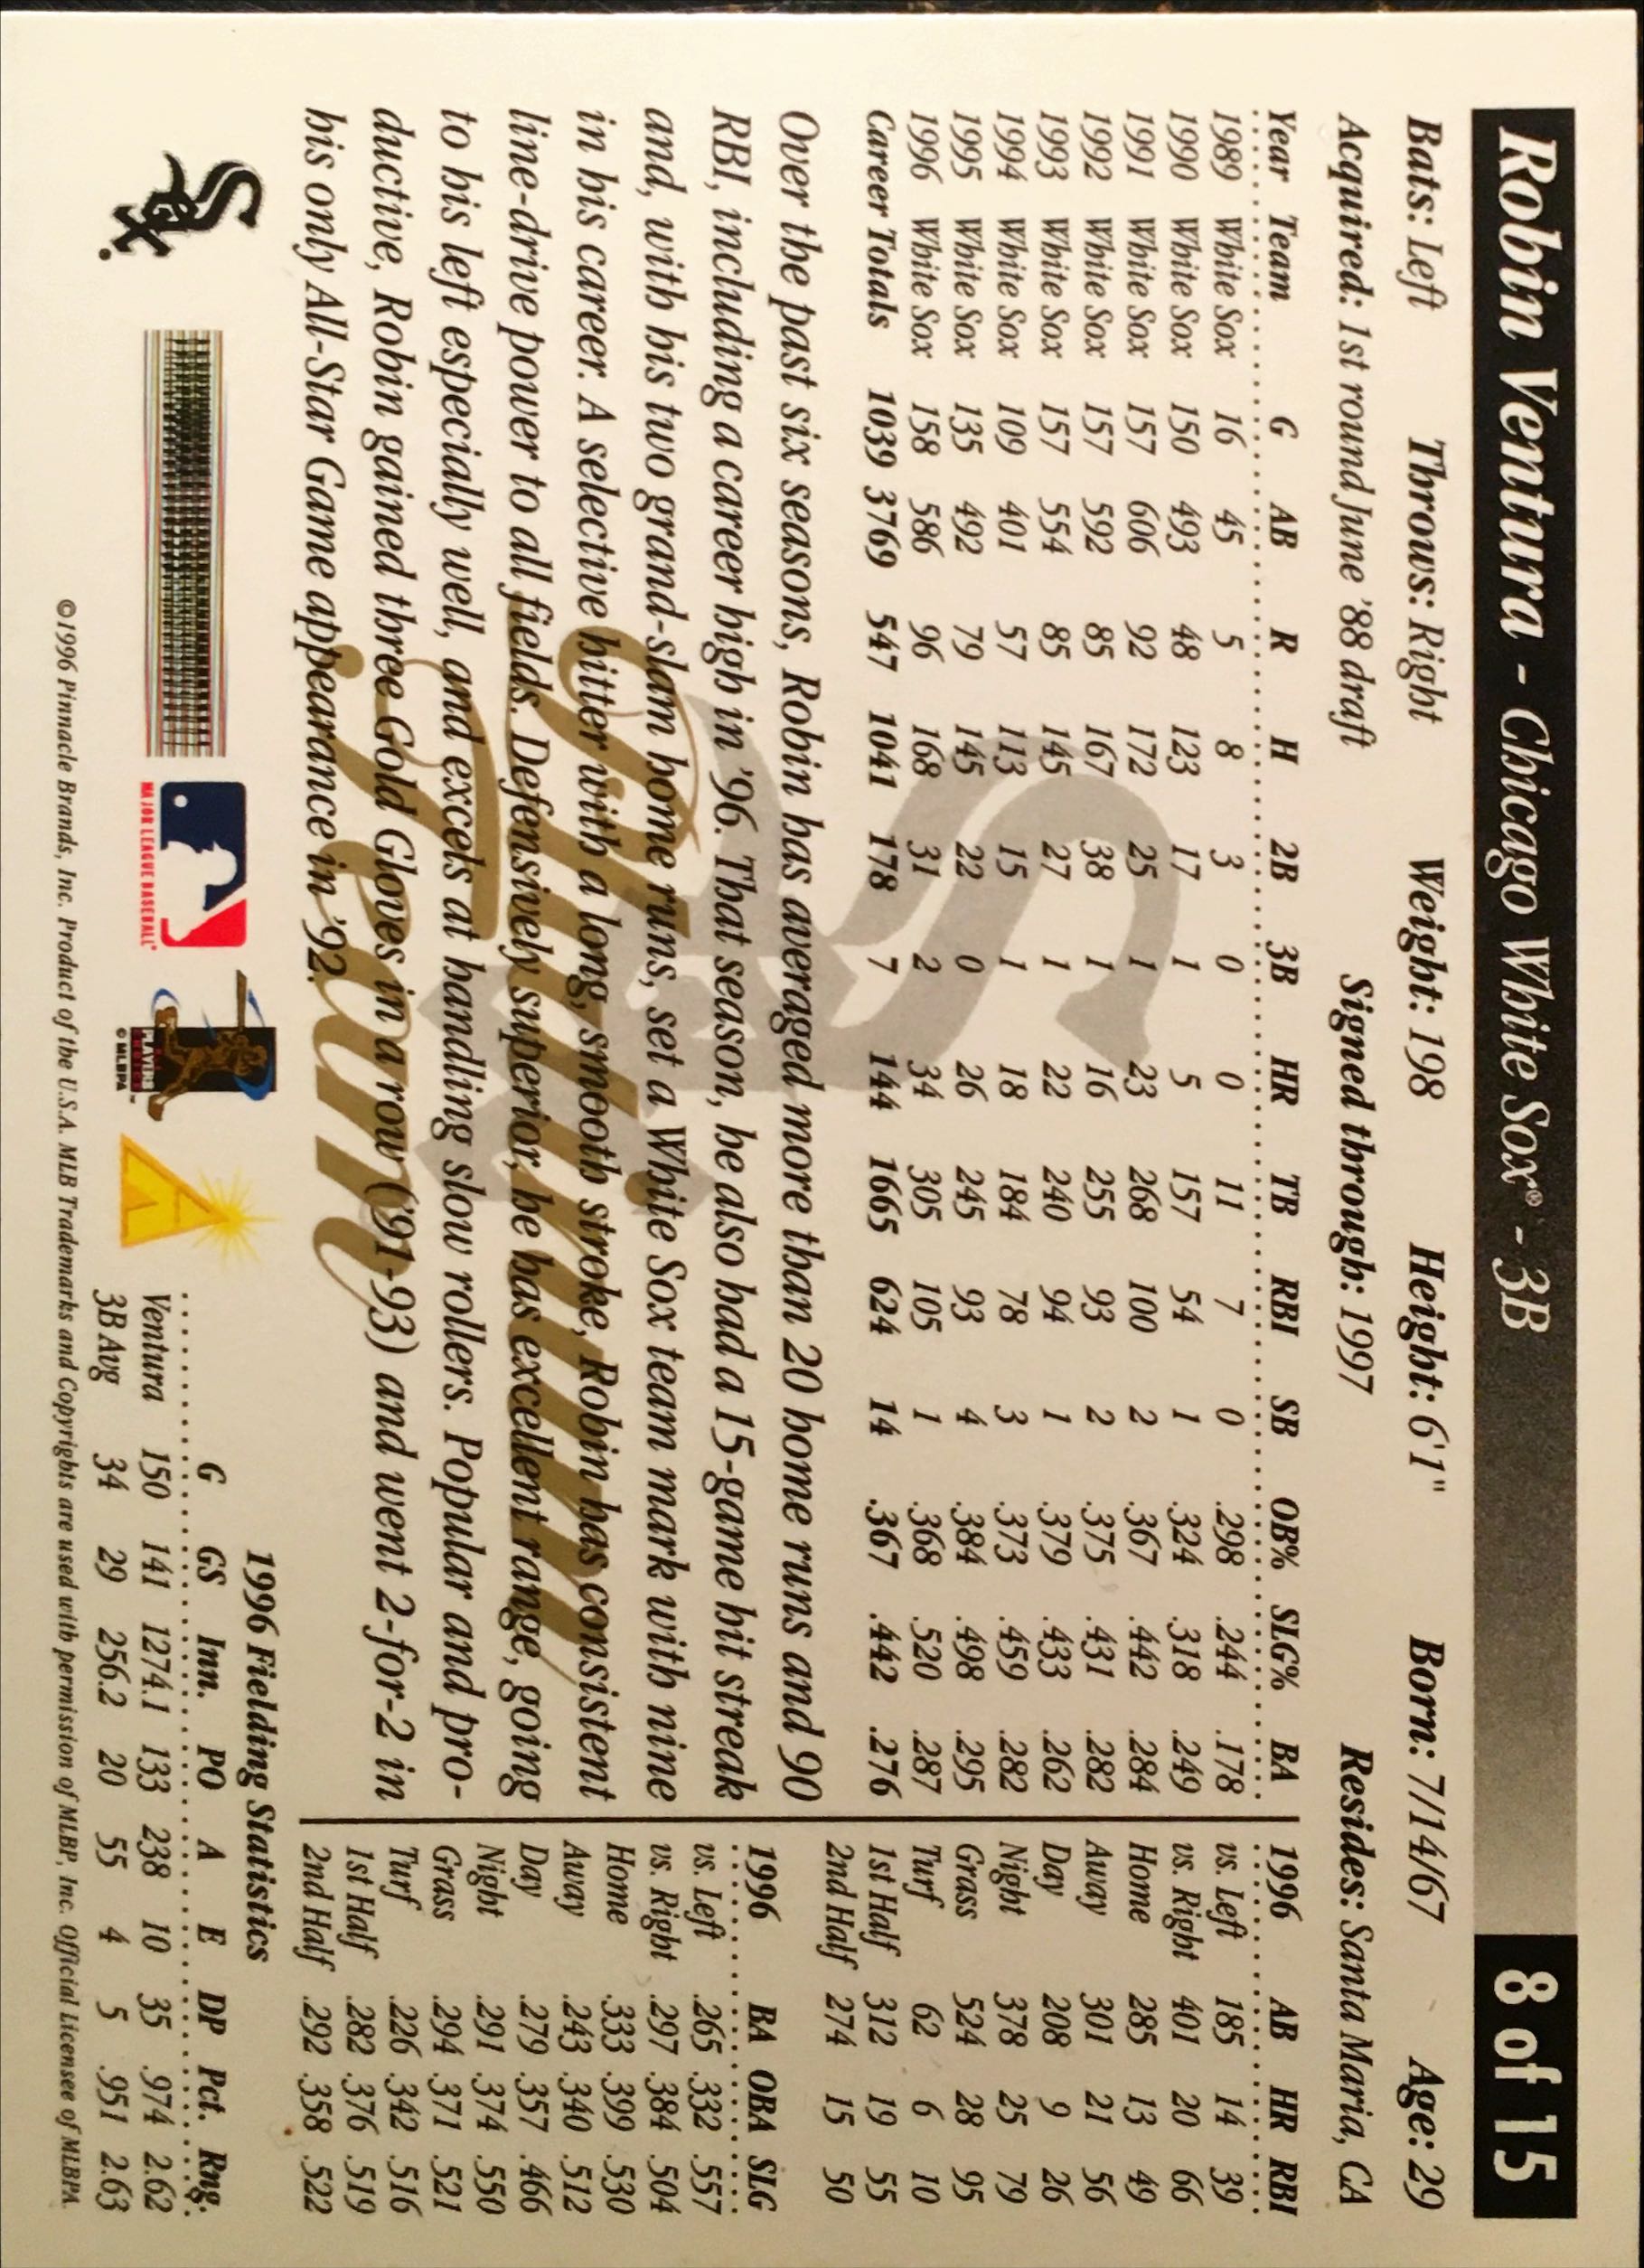 Robin Ventura - Chicago White Sox® - 3B 8 of 15
Bats: Left Throws: Right Weight: 198 Height: 6'1" Born: 7/14/67 Age: 29
Acquired: 1st round June '88 draft Signed through: 1997 Resides: Santa Maria, CA
Year Team G AB R H 2B 3B HR TB RBI SB OB% SLG% BA
1989 White Sox 16 45 5 8 3 0 0 11 7 0 .298 .244 .178
1990 White Sox 150 493 48 123 17 1 5 157 54 1 .324 .318 .249
1991 White Sox 157 606 92 172 25 1 23 268 100 2 .367 .442 .284
1992 White Sox 157 592 85 167 38 1 16 255 93 2 .375 .431 .282
1993 White Sox 157 554 85 145 27 1 22 240 94 1 .379 .433 .262
1994 White Sox 109 401 57 113 15 1 18 184 78 3 .373 .459 .282
1995 White Sox 135 492 79 145 22 0 26 245 93 4 .384 .498 .295
1996 White Sox 158 586 96 168 31 2 34 305 105 1 .368 .520 .287
Career Totals 1039 3769 547 1041 178 7 144 1665 624 14 .367 .442 .276
Over the past six seasons, Robin has averaged more than 20 home runs and 90
RBI, including a career high in '96. That season, he also had a 15-game hit streak
and, with his two grand-slam home runs, set a White Sox team mark with nine
in his career. A selective hitter with a long, smooth stroke, Robin has consistent
line-drive power to all fields. Defensively superior, he has excellent range, going
to his left especially well, and excels at handling slow rollers. Popular and pro-
ductive, Robin gained three Gold Gloves in a row ('91-93) and went 2-for-2 in
his only All-Star Game appearance in '92.
1996 AB HR RBI
vs. Left 185 14 39
vs. Right 401 20 66
Home 285 13 49
Away 301 21 56
Day 208 9 26
Night 378 25 79
Grass 524 28 95
Turf 62 6 10
1st Half 312 19 55
2nd Half 274 15 50
1996 BA OBA SLG
vs. Left .265 .332 .557
vs. Right .297 .384 .504
Home .333 .399 .530
Away .243 .340 .512
Day .279 .357 .466
Night .291 .374 .550
Grass .294 .371 .521
Turf .226 .342 .516
1st Half .282 .376 .519
2nd Half .292 .358 .522
Sox
MAJOR LEAGUE BASEBALL
PLAYERS
© MLBPA™
1996 Fielding Statistics
G GS Inn. PO A E DP Pct. Rng.
Ventura 150 141 1274.1 133 238 10 35 .974 2.62
3B Avg 34 29 256.2 20 55 4 5 .951 2.63
©1996 Pinnacle Brands, Inc. Product of the U.S.A. MLB Trademarks and Copyrights are used with permission of MLBP, Inc. Official Licensee of MLBPA.